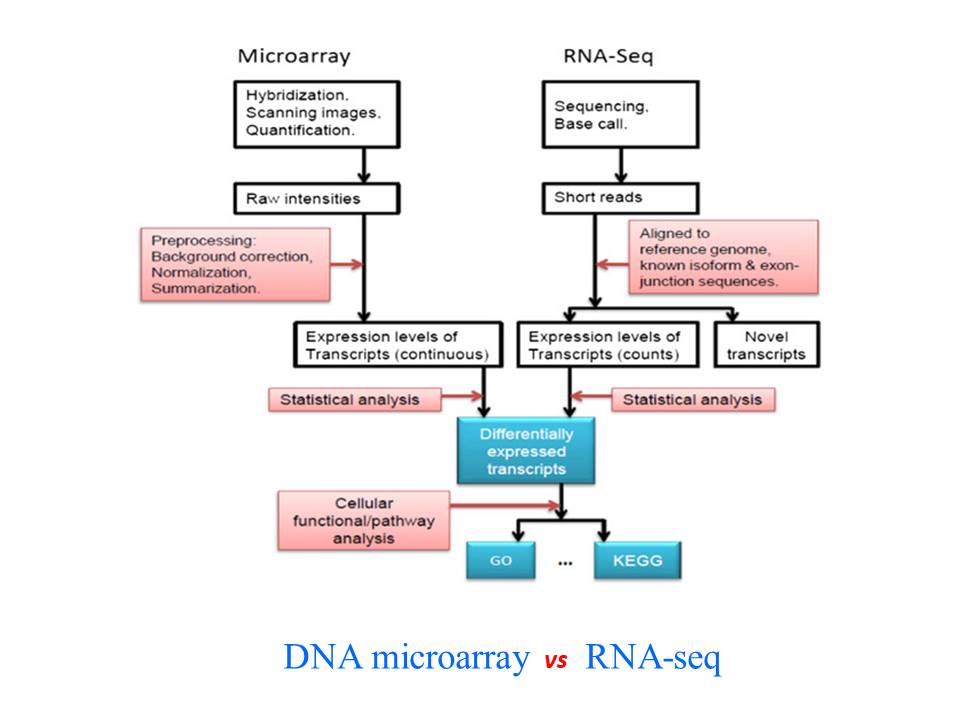 Microarray
RNA-Seq
Hybridization.
Scanning images.
Quantification.
Sequencing.
Base call.
Raw intensities
Short reads
Preprocessing:
Background correction,
Normalization,
Summarization.
Aligned to
reference genome,
known isoform & exon-
junction sequences.
Expression levels of
Transcripts (continuous)
Expression levels of
Transcripts (counts)
Novel
transcripts
Statistical analysis
Statistical analysis
Differentially
expressed
transcripts
Cellular
functional/pathway
analysis
GO
...
KEGG
DNA microarray vs RNA-seq